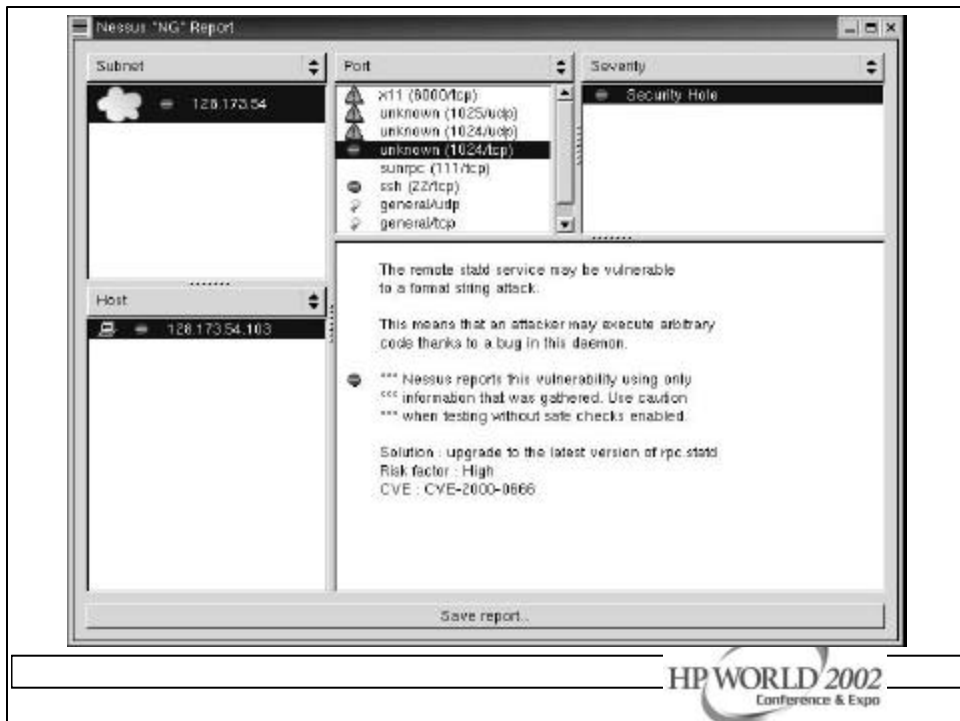 Nessus "NG" Report
Subnet
128.173.54
Port
x11 (6000/tcp)
unknown (1025/udp)
unknown (1024/udp)
unknown (1024/tcp)
sunrpc (111/tcp)
ssh (22/tcp)
general/udp
general/tcp
Severity
Security Hole
Host
128.173.54.103
The remote statd service may be vulnerable
to a format string attack.
This means that an attacker may execute arbitrary
code thanks to a bug in this daemon.
*** Nessus reports this vulnerability using only
*** information that was gathered. Use caution
*** when testing without safe checks enabled.
Solution : upgrade to the latest version of rpc.statd
Risk factor : High
CVE : CVE-2000-0666
Save report..
HP WORLD 2002
Conference & Expo